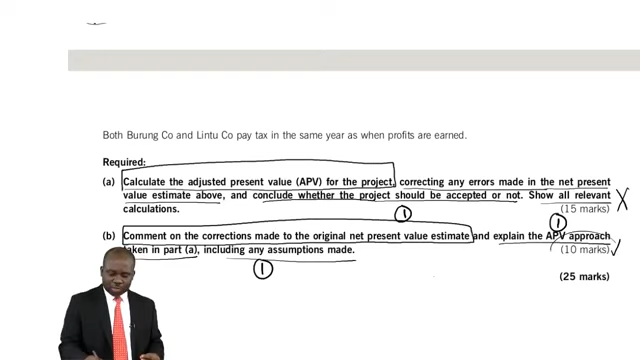 Both Burung Co and Lintu Co pay tax in the same year as when profits are earned.
Required:
(a) Calculate the adjusted present value (APV) for the project, correcting any errors made in the net present
value estimate above, and conclude whether the project should be accepted or not. Show all relevant
calculations. (15 marks)
1
1
(b) Comment on the corrections made to the original net present value estimate and explain the APV approach
taken in part (a), including any assumptions made. (10 marks)
1
(25 marks)